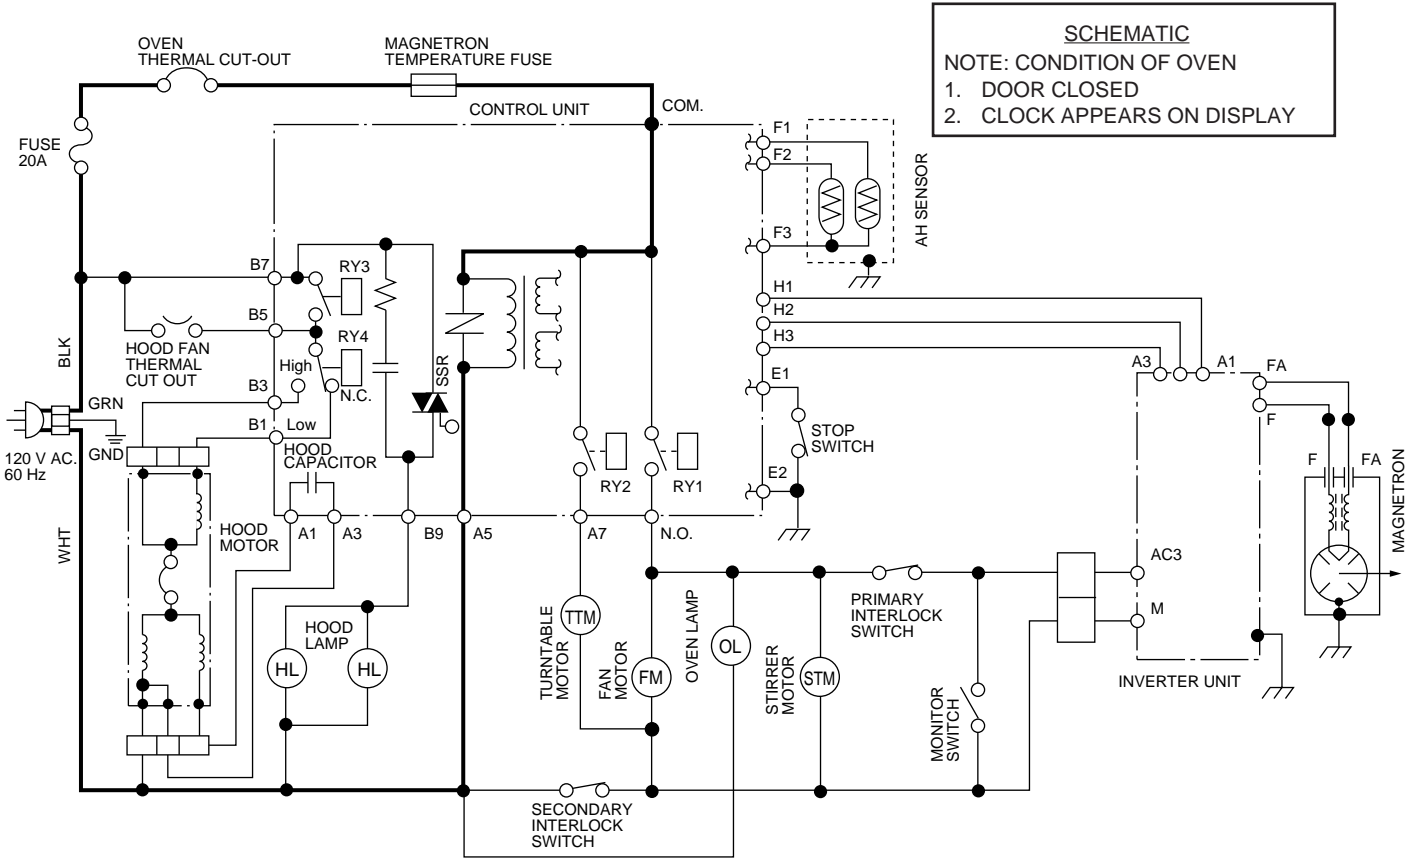 SCHEMATIC
NOTE: CONDITION OF OVEN
1. DOOR CLOSED
2. CLOCK APPEARS ON DISPLAY
OVEN
THERMAL CUT-OUT
MAGNETRON
TEMPERATURE FUSE
CONTROL UNIT
COM.
FUSE
20A
F1
F2
F3
AH SENSOR
B7
RY3
B5
RY4
HOOD FAN
THERMAL
CUT OUT
High
B3
N.C.
B1
Low
SSR
HOOD
CAPACITOR
H1
H2
H3
E1
E2
STOP
SWITCH
A3
A1
FA
F
F
FA
MAGNETRON
BLK
GRN
GND
120 V AC.
60 Hz
WHT
HOOD
MOTOR
A1
A3
B9
A5
A7
N.O.
RY2
RY1
HOOD
LAMP
HL
HL
TURNTABLE
MOTOR
TTM
FAN
MOTOR
FM
OVEN LAMP
OL
STIRRER
MOTOR
STM
PRIMARY
INTERLOCK
SWITCH
MONITOR
SWITCH
SECONDARY
INTERLOCK
SWITCH
AC3
M
INVERTER UNIT